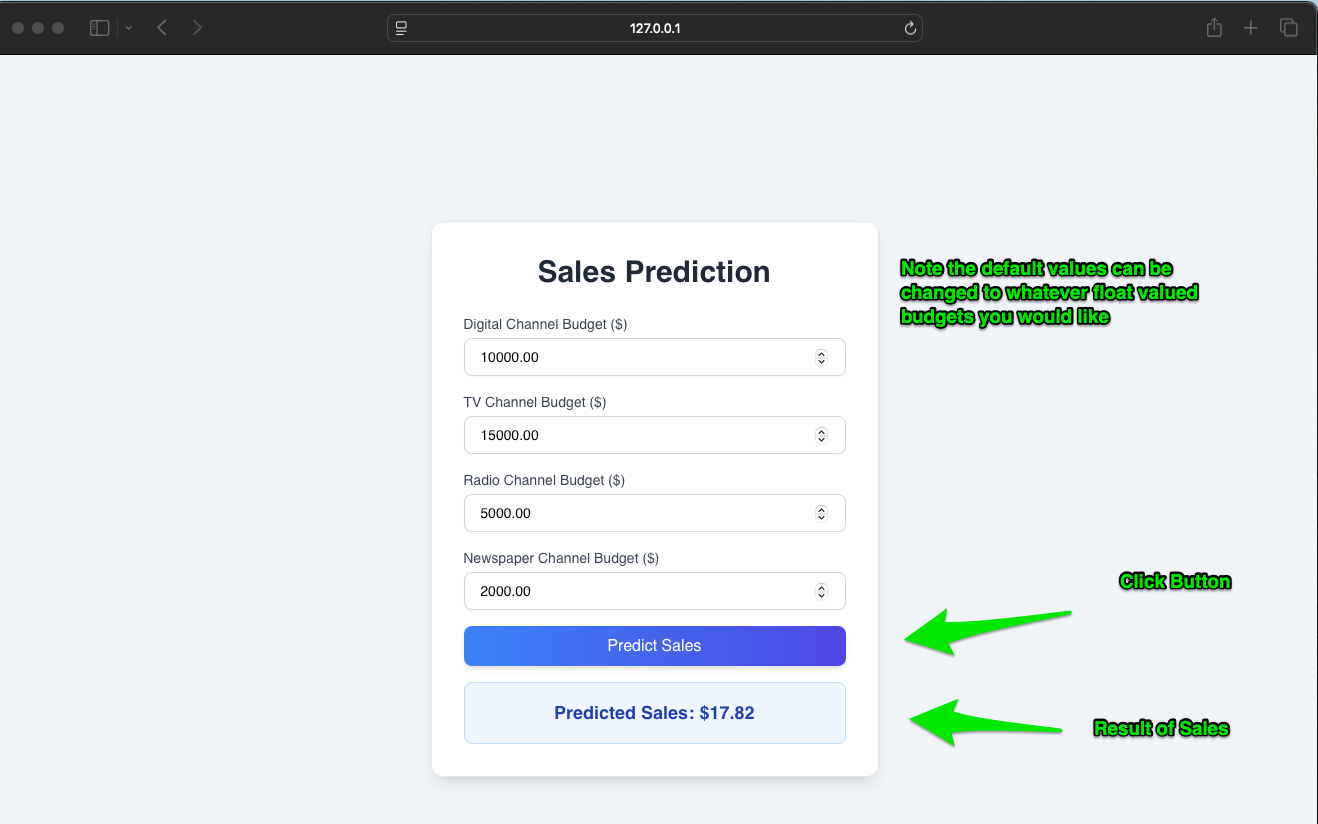 127.0.0.1
Sales Prediction
Note the default values can be
changed to whatever float valued
budgets you would like
Digital Channel Budget ($)
10000.00
TV Channel Budget ($)
15000.00
Radio Channel Budget ($)
5000.00
Newspaper Channel Budget ($)
2000.00
Click Button
Predict Sales
Predicted Sales: $17.82
Result of Sales